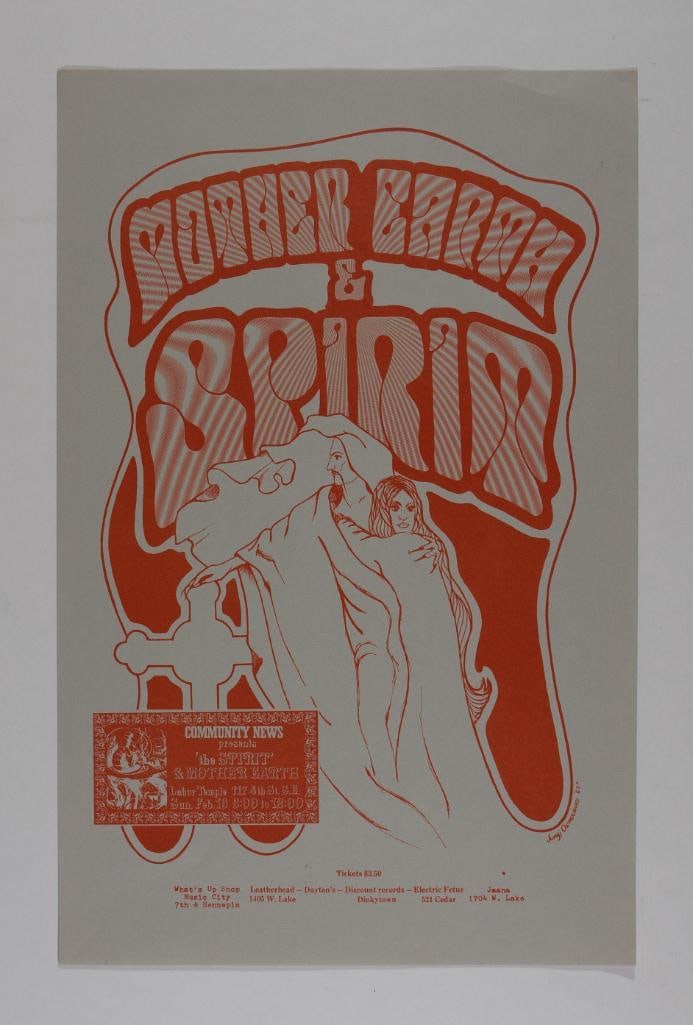 MOTHER EARTH
&
SPIRIT
COMMUNITY NEWS
presents
'the SPIRIT'
& MOTHER EARTH
Labor Temple 117 4th St. S.E.
Sun. Feb. 16 8:00 to 12:00
Tickets $3.50
What's Up Shop Leatherhead – Dayton's – Discount records – Electric Fetus Jaana
Music City 1405 W. Lake Dinkytown 521 Cedar 1704 W. Lake
7th & Hennepin